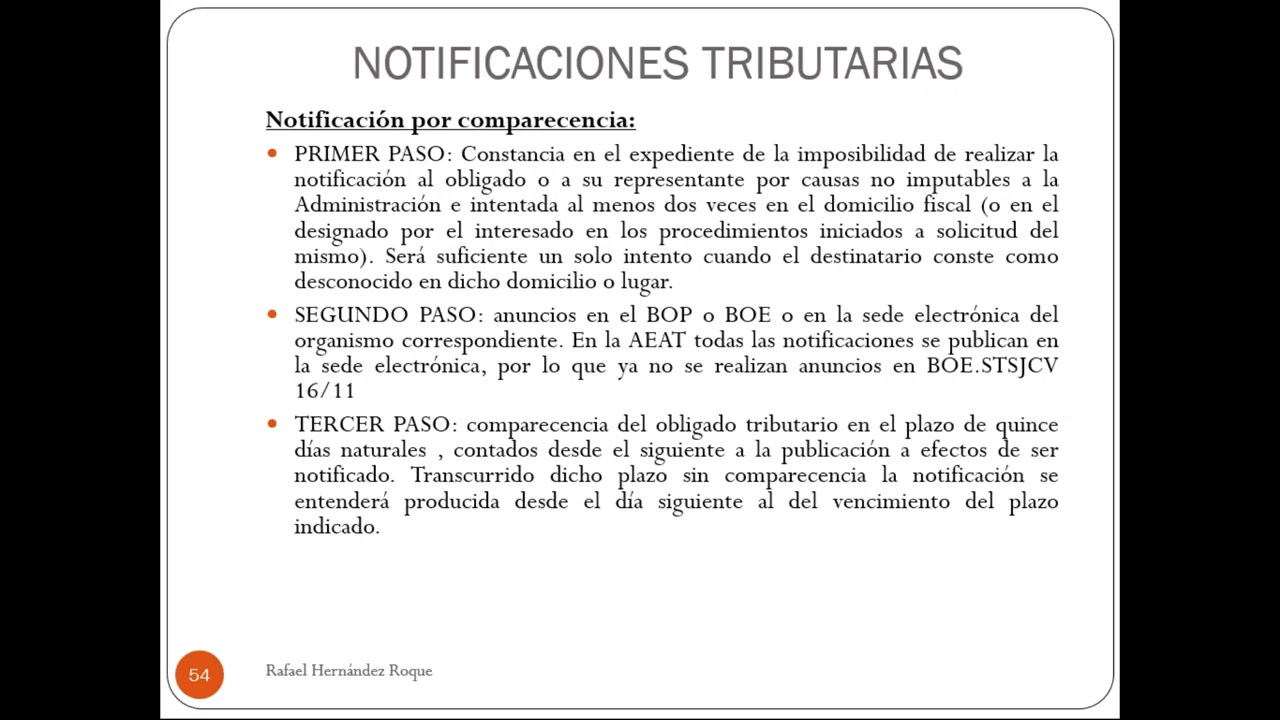 NOTIFICACIONES TRIBUTARIAS
Notificación por comparecencia:
• PRIMER PASO: Constancia en el expediente de la imposibilidad de realizar la
notificación al obligado o a su representante por causas no imputables a la
Administración e intentada al menos dos veces en el domicilio fiscal (o en el
designado por el interesado en los procedimientos iniciados a solicitud del
mismo). Será suficiente un solo intento cuando el destinatario conste como
desconocido en dicho domicilio o lugar.
• SEGUNDO PASO: anuncios en el BOP o BOE o en la sede electrónica del
organismo correspondiente. En la AEAT todas las notificaciones se publican en
la sede electrónica, por lo que ya no se realizan anuncios en BOE.STSJCV
16/11
• TERCER PASO: comparecencia del obligado tributario en el plazo de quince
días naturales , contados desde el siguiente a la publicación a efectos de ser
notificado. Transcurrido dicho plazo sin comparecencia la notificación se
entenderá producida desde el día siguiente al del vencimiento del plazo
indicado.
54
Rafael Hernández Roque